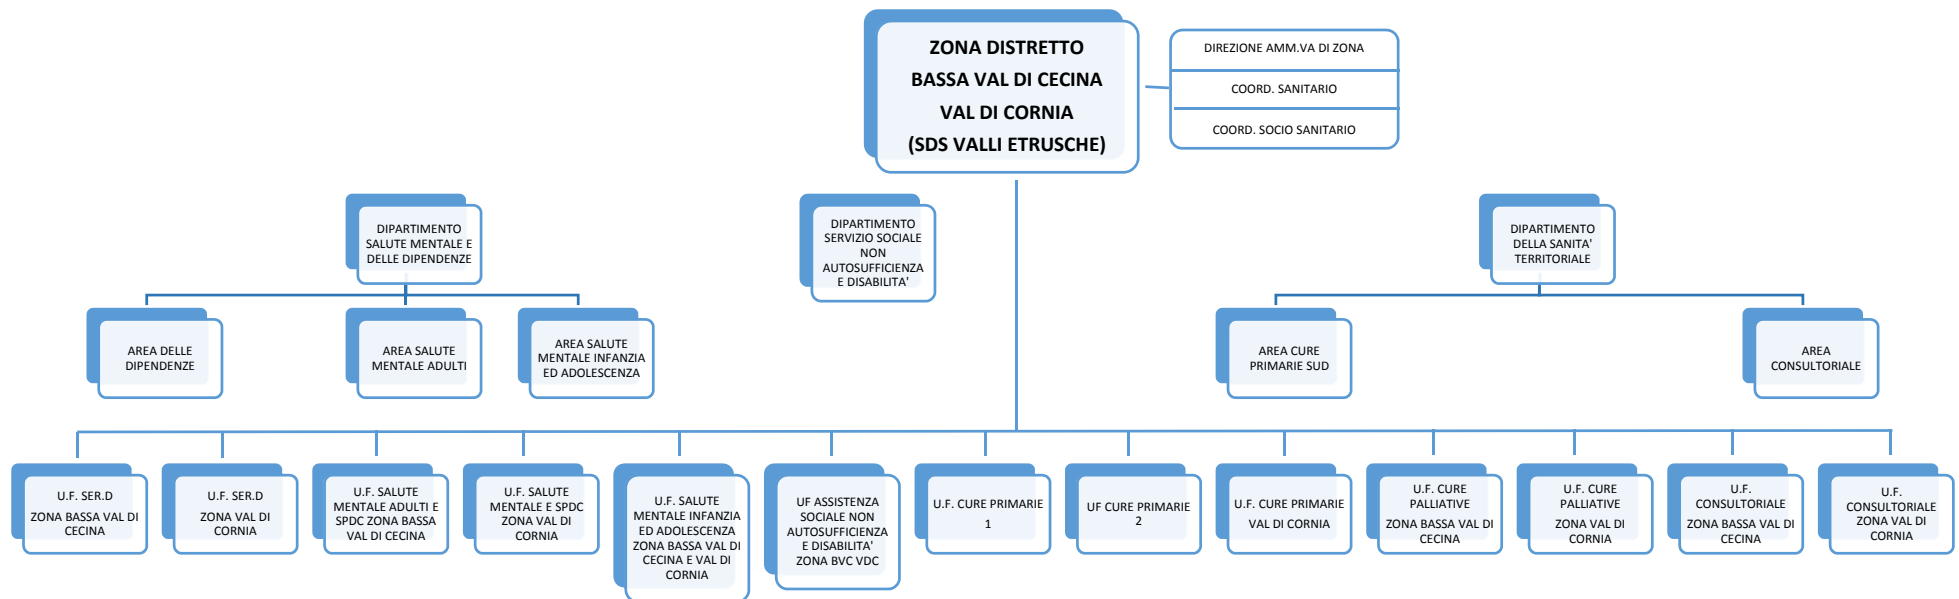 ZONA DISTRETTO
BASSA VAL DI CECINA
VAL DI CORNIA
(SDS VALLI ETRUSCHE)
DIREZIONE AMM.VA DI ZONA
COORD. SANITARIO
COORD. SOCIO SANITARIO
DIPARTIMENTO
SALUTE MENTALE E
DELLE DIPENDENZE
DIPARTIMENTO
SERVIZIO SOCIALE
NON
AUTOSUFFICIENZA
E DISABILITA'
DIPARTIMENTO
DELLA SANITA'
TERRITORIALE
AREA DELLE
DIPENDENZE
AREA SALUTE
MENTALE ADULTI
AREA SALUTE
MENTALE INFANZIA
ED ADOLESCENZA
AREA CURE
PRIMARIE SUD
AREA
CONSULTORIALE
U.F. SER.D
ZONA BASSA VAL DI
CECINA
U.F. SER.D
ZONA VAL DI
CORNIA
U.F. SALUTE
MENTALE ADULTI E
SPDC ZONA BASSA
VAL DI CECINA
U.F. SALUTE
MENTALE E SPDC
ZONA VAL DI
CORNIA
U.F. SALUTE
MENTALE INFANZIA
ED ADOLESCENZA
ZONA BASSA VAL DI
CECINA E VAL DI
CORNIA
UF ASSISTENZA
SOCIALE NON
AUTOSUFFICIENZA
E DISABILITA'
ZONA BVC VDC
U.F. CURE PRIMARIE
1
UF CURE PRIMARIE
2
U.F. CURE PRIMARIE
VAL DI CORNIA
U.F. CURE
PALLIATIVE
ZONA BASSA VAL DI
CECINA
U.F. CURE
PALLIATIVE
ZONA VAL DI
CORNIA
U.F.
CONSULTORIALE
ZONA BASSA VAL DI
CECINA
U.F.
CONSULTORIALE
ZONA VAL DI
CORNIA